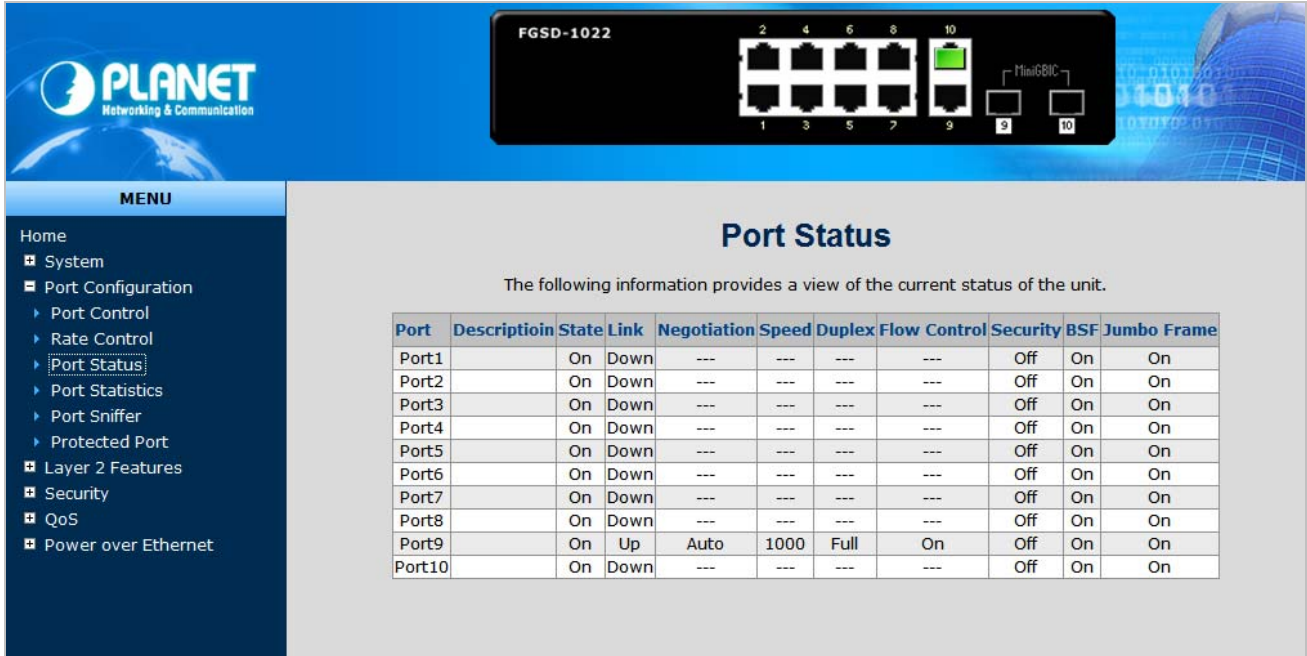 FGSD-1022
2 4 6 8 10
MiniGBIC
1 3 5 7 9 9 10
PLANET
Networking & Communication
MENU
Home
System
Port Configuration
Port Control
Rate Control
Port Status
Port Statistics
Port Sniffer
Protected Port
Layer 2 Features
Security
QoS
Power over Ethernet
Port Status
The following information provides a view of the current status of the unit.
Port Descriptioin State Link Negotiation Speed Duplex Flow Control Security BSF Jumbo Frame
Port1 On Down --- --- --- --- Off On On
Port2 On Down --- --- --- --- Off On On
Port3 On Down --- --- --- --- Off On On
Port4 On Down --- --- --- --- Off On On
Port5 On Down --- --- --- --- Off On On
Port6 On Down --- --- --- --- Off On On
Port7 On Down --- --- --- --- Off On On
Port8 On Down --- --- --- --- Off On On
Port9 On Up Auto 1000 Full On Off On On
Port10 On Down --- --- --- --- Off On On